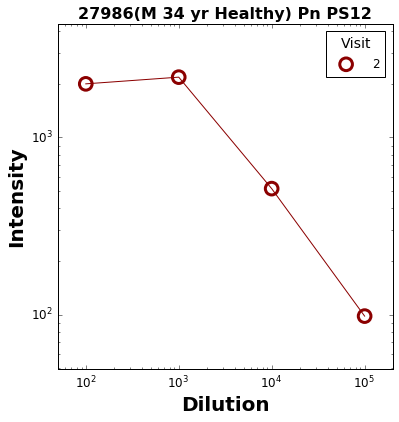 27986(M 34 yr Healthy) Pn PS12
Visit
2
10³
10²
Intensity
10² 10³ 10⁴ 10⁵
Dilution